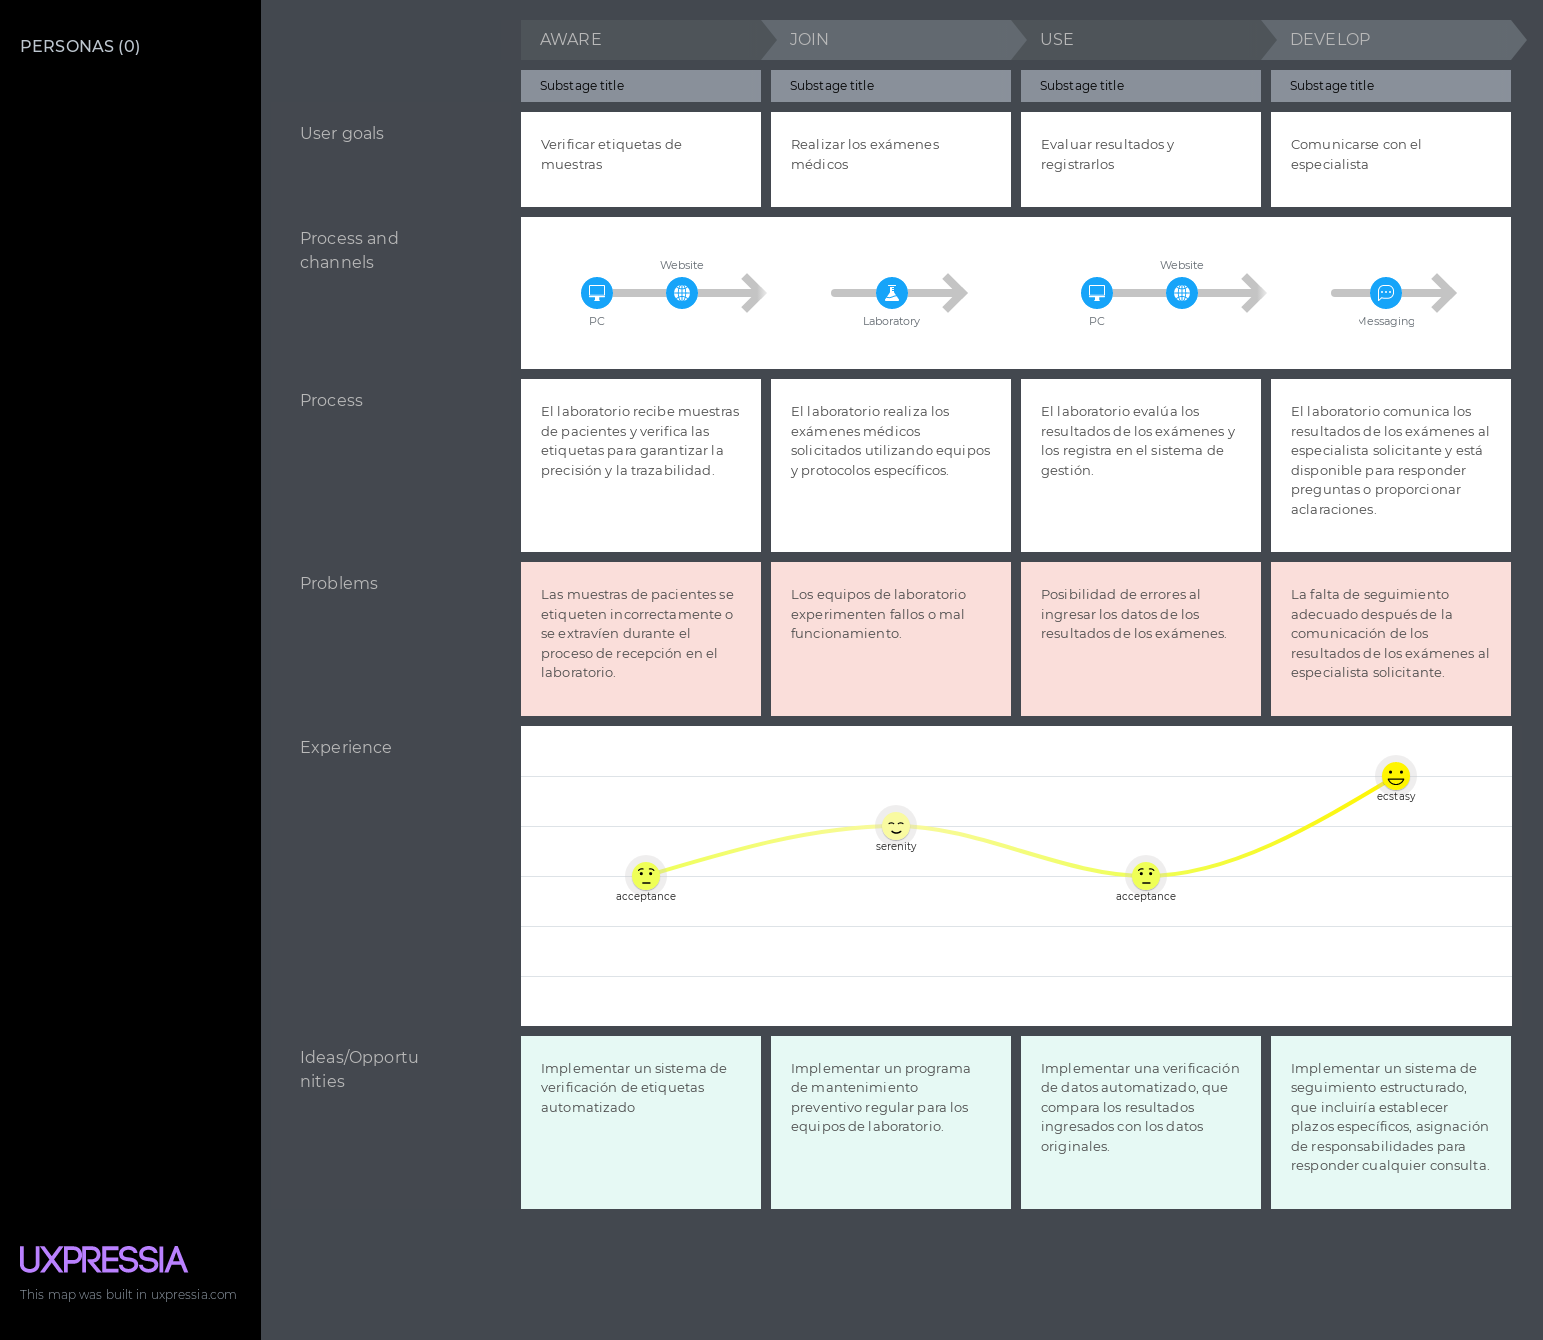 PERSONAS (0)
AWARE
JOIN
USE
DEVELOP
Substage title
Substage title
Substage title
Substage title
User goals
Verificar etiquetas de
muestras
Realizar los exámenes
médicos
Evaluar resultados y
registrarlos
Comunicarse con el
especialista
Process and
channels
PC
Website
Laboratory
PC
Website
Messaging
Process
El laboratorio recibe muestras
de pacientes y verifica las
etiquetas para garantizar la
precisión y la trazabilidad.
El laboratorio realiza los
exámenes médicos
solicitados utilizando equipos
y protocolos específicos.
El laboratorio evalúa los
resultados de los exámenes y
los registra en el sistema de
gestión.
El laboratorio comunica los
resultados de los exámenes al
especialista solicitante y está
disponible para responder
preguntas o proporcionar
aclaraciones.
Problems
Las muestras de pacientes se
etiqueten incorrectamente o
se extravíen durante el
proceso de recepción en el
laboratorio.
Los equipos de laboratorio
experimenten fallos o mal
funcionamiento.
Posibilidad de errores al
ingresar los datos de los
resultados de los exámenes.
La falta de seguimiento
adecuado después de la
comunicación de los
resultados de los exámenes al
especialista solicitante.
Experience
acceptance
serenity
acceptance
ecstasy
Ideas/Opportu
nities
Implementar un sistema de
verificación de etiquetas
automatizado
Implementar un programa
de mantenimiento
preventivo regular para los
equipos de laboratorio.
Implementar una verificación
de datos automatizado, que
compara los resultados
ingresados con los datos
originales.
Implementar un sistema de
seguimiento estructurado,
que incluiría establecer
plazos específicos, asignación
de responsabilidades para
responder cualquier consulta.
UXPRESSIA
This map was built in uxpressia.com